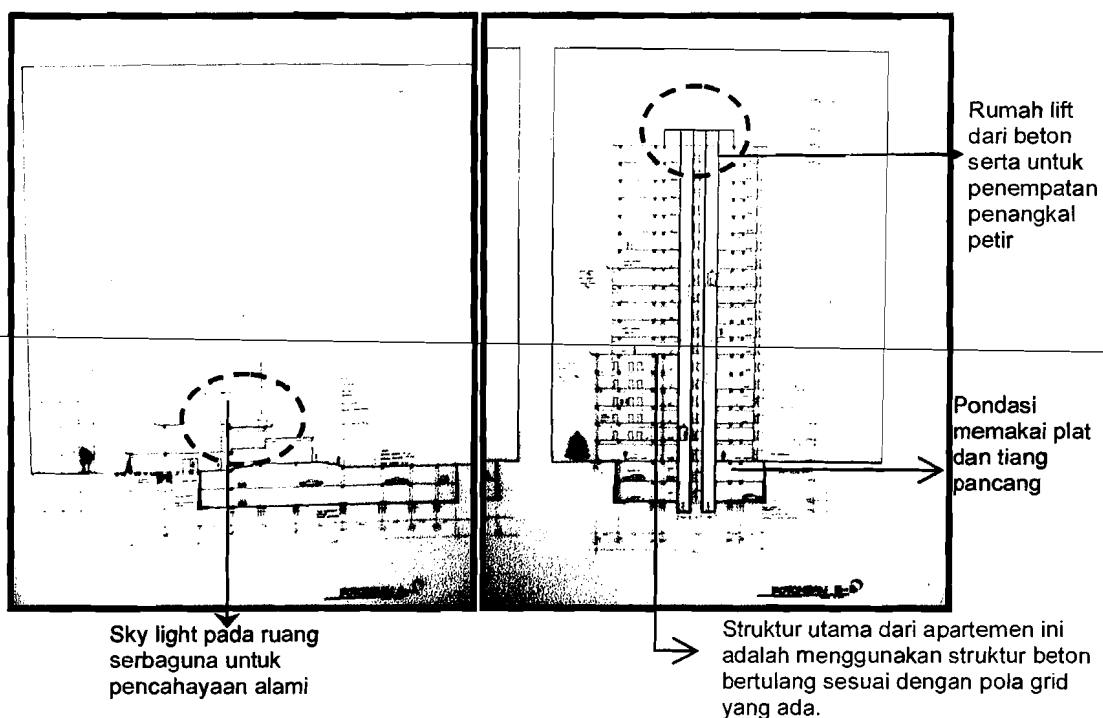 Rumah lift
dari beton
serta untuk
penempatan
penangkal
petir
Pondasi
memakai plat
dan tiang
pancang
Sky light pada ruang
serbaguna untuk
pencahayaan alami
Struktur utama dari apartemen ini
adalah menggunakan struktur beton
bertulang sesuai dengan pola grid
yang ada.